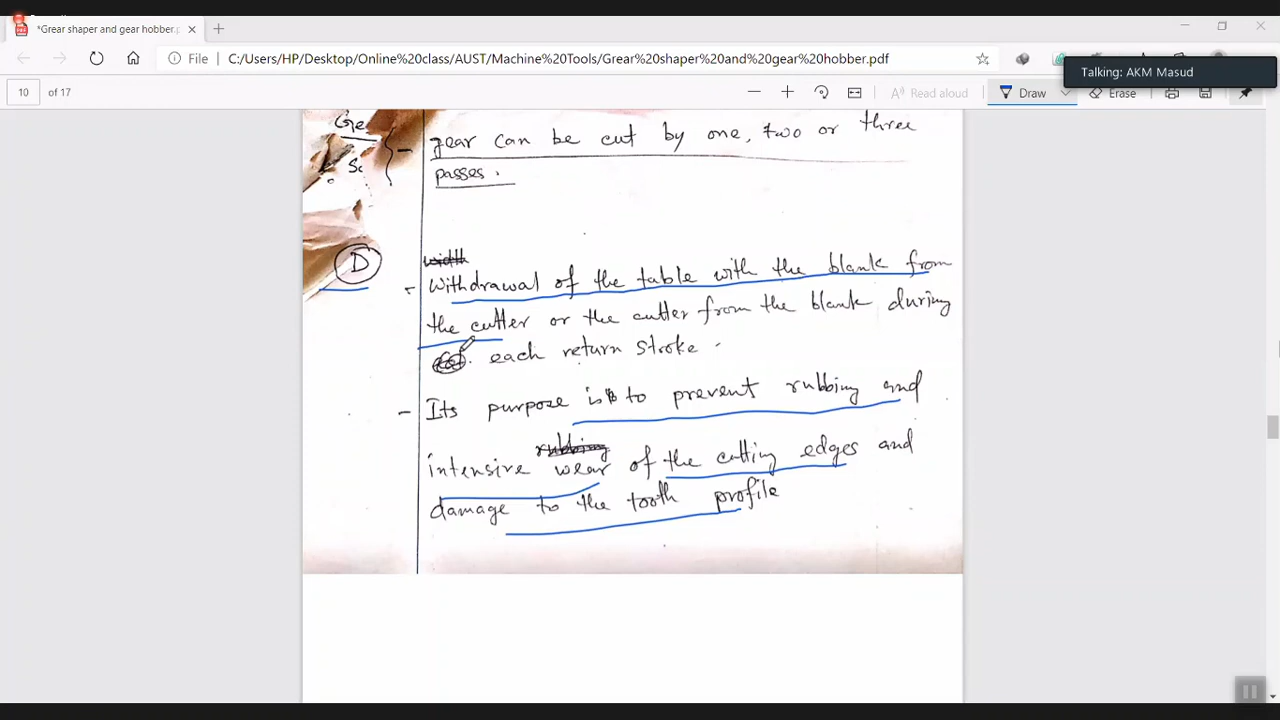 *Grear shaper and gear hobber.p
File C:/Users/HP/Desktop/Online%20class/AUST/Machine%20Tools/Grear%20shaper%20and%20gear%20hobber.pdf
Talking: AKM Masud
10 of 17
Read aloud Draw Erase
gear can be cut by one, two or three
passes.
D
width
- Withdrawal of the table with the blank from
the cutter or the cutter from the blank during
each return stroke.
- Its purpose is to prevent rubbing and
rubbing
intensive wear of the cutting edges and
damage to the tooth profile